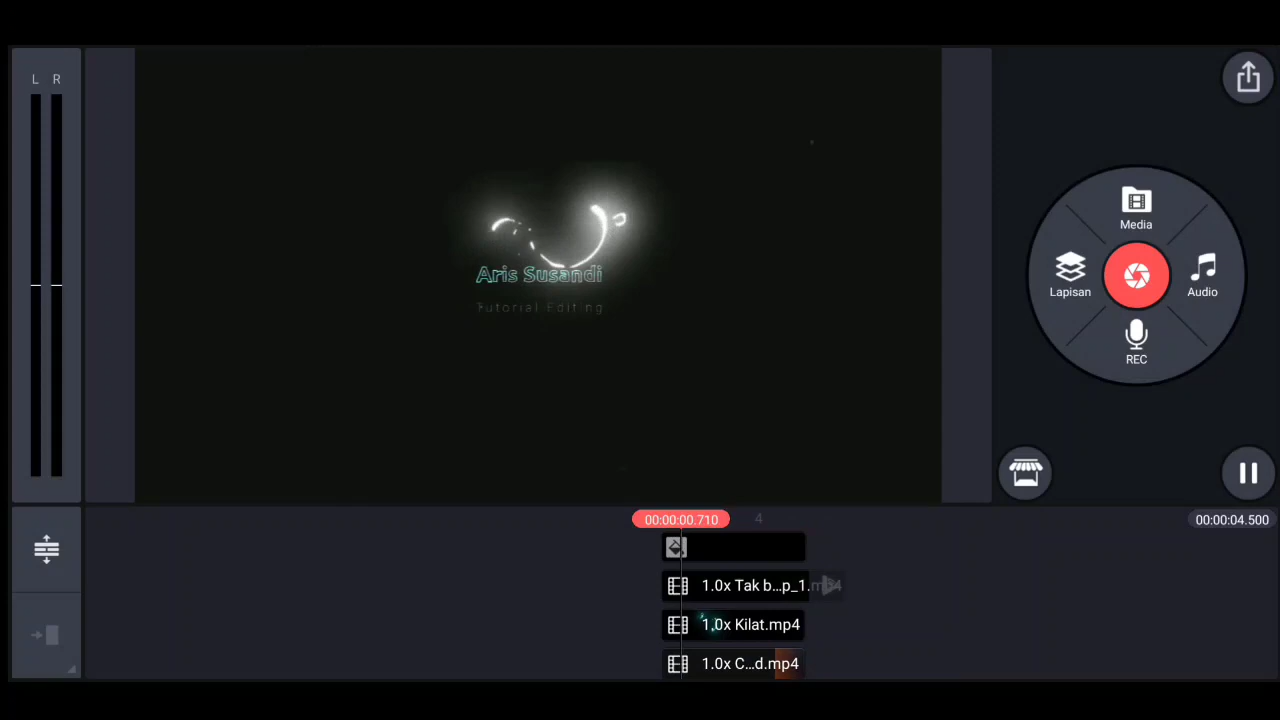 L R
Media
Lapisan
Audio
REC
Aris Susandi
Tutorial Editing
00:00:00.710
4
00:00:04.500
1.0x Tak b...p_1.mp4
1.0x Kilat.mp4
1.0x C...d.mp4